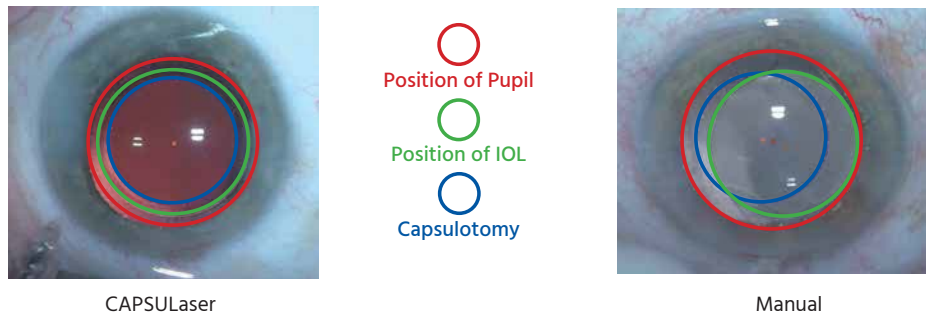 Position of Pupil
Position of IOL
Capsulotomy
CAPSULaser
Manual